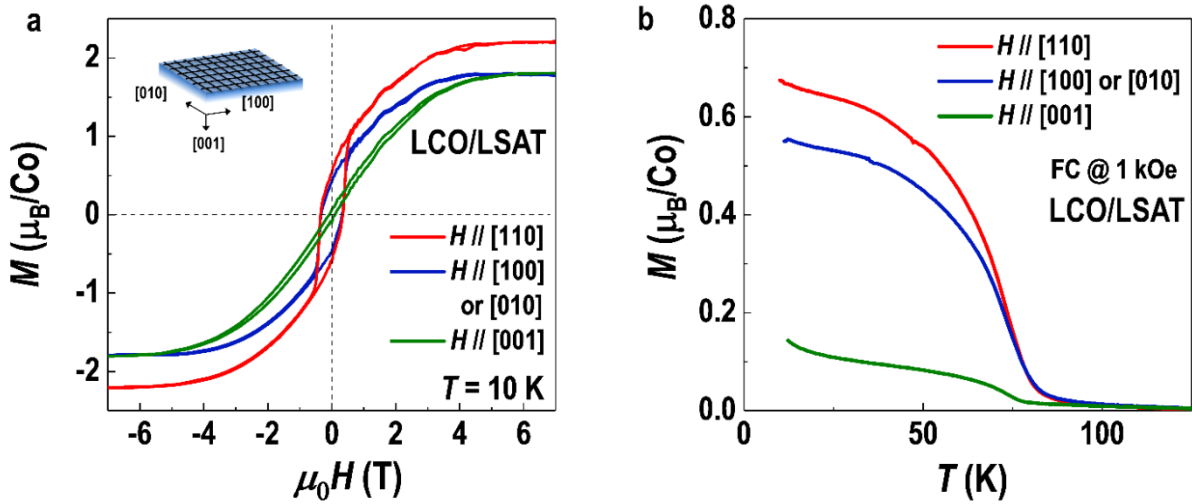 a
2
1
0
-1
-2
M (μB/Co)
[010]
[100]
[001]
LCO/LSAT
H // [110]
H // [100]
or [010]
H // [001]
T = 10 K
-6 -4 -2 0 2 4 6
μ0H (T)
b
0.8
0.6
0.4
0.2
0.0
M (μB/Co)
H // [110]
H // [100] or [010]
H // [001]
FC @ 1 kOe
LCO/LSAT
0 50 100
T (K)